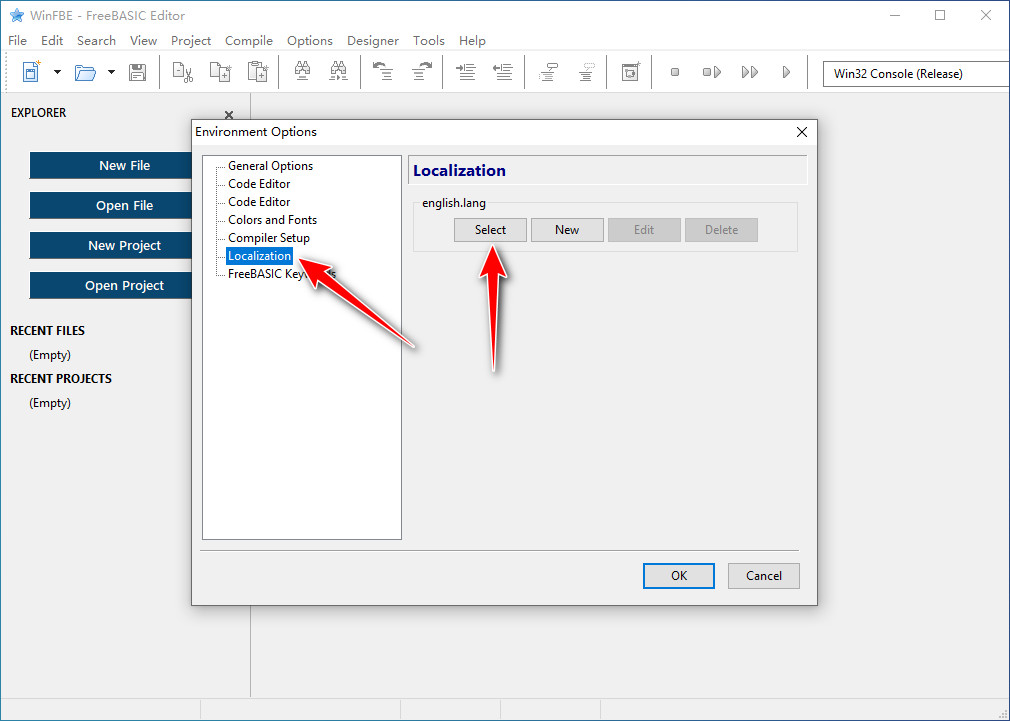 WinFBE - FreeBASIC Editor
File Edit Search View Project Compile Options Designer Tools Help
Win32 Console (Release)
EXPLORER
New File
Open File
New Project
Open Project
RECENT FILES
(Empty)
RECENT PROJECTS
(Empty)
Environment Options
General Options
Code Editor
Code Editor
Colors and Fonts
Compiler Setup
Localization
FreeBASIC
Localization
english.lang
Select New Edit Delete
OK Cancel